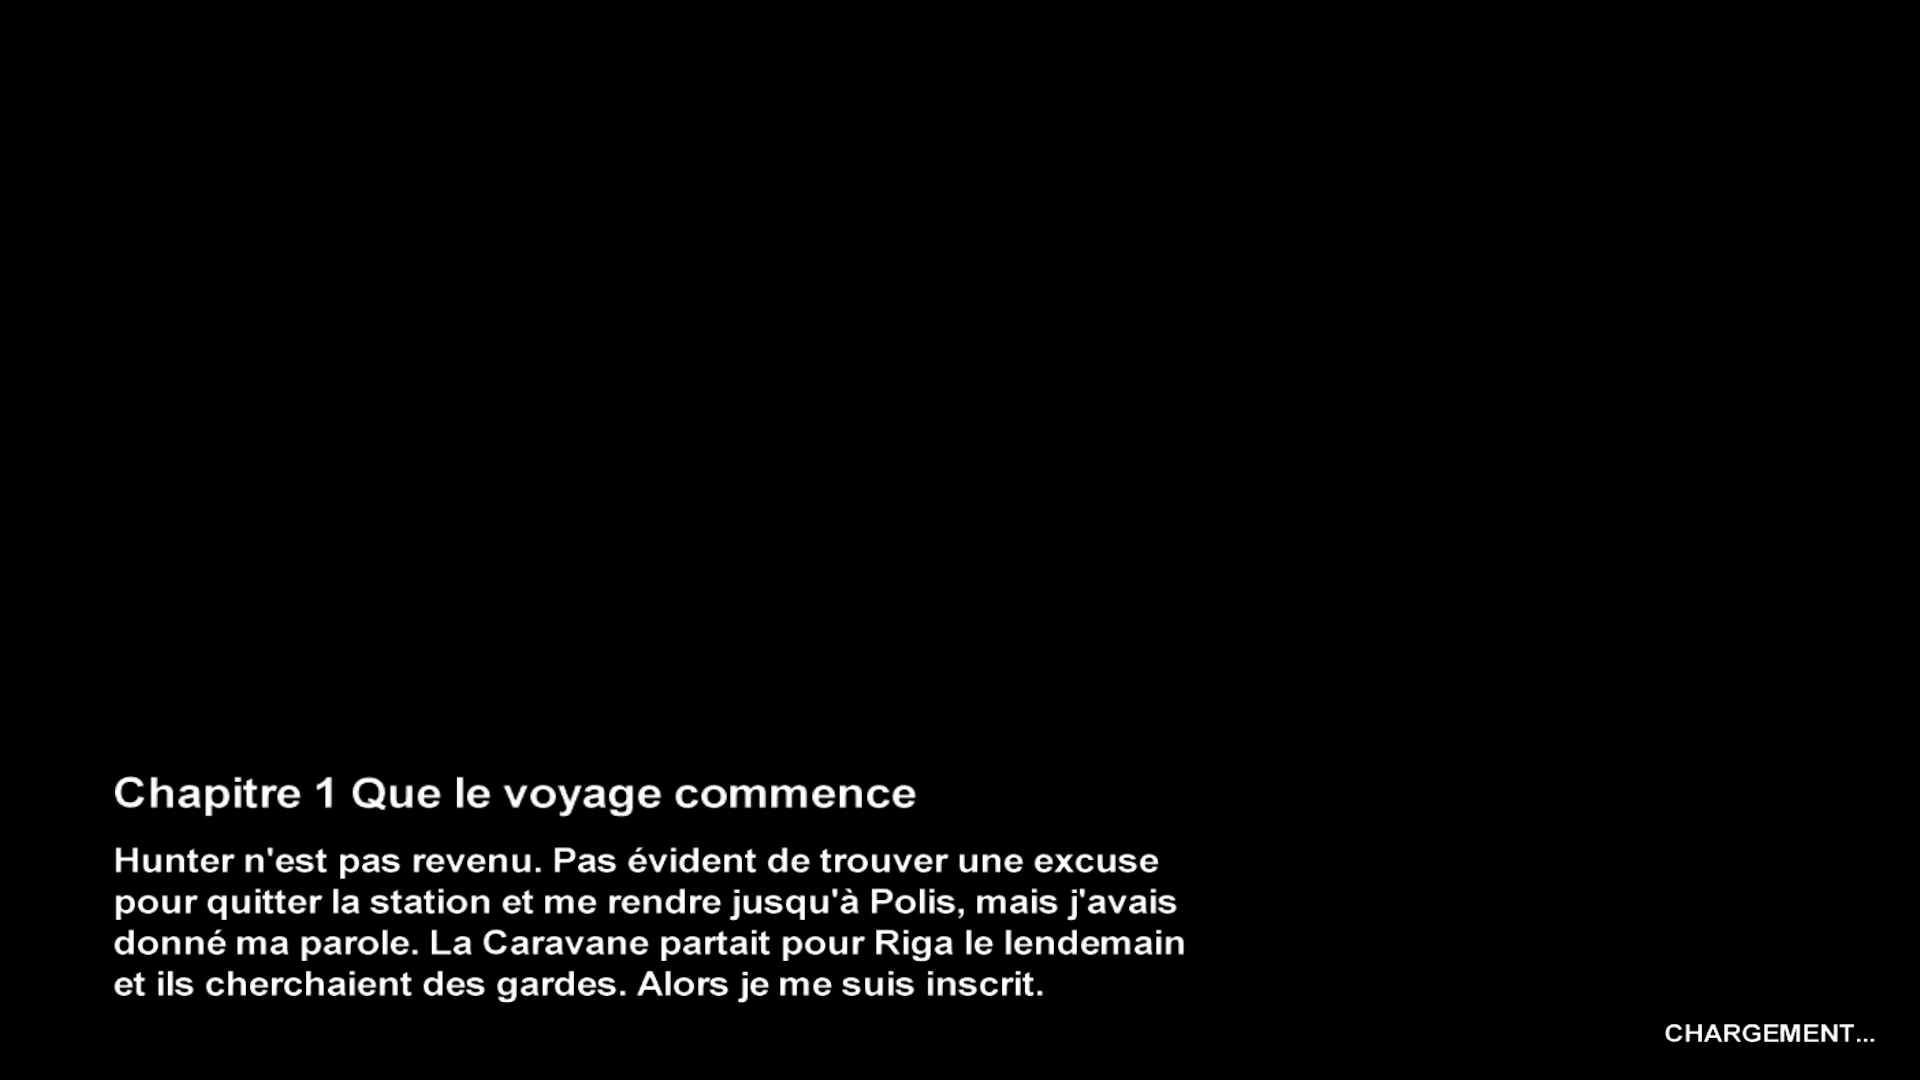 Chapitre 1 Que le voyage commence
Hunter n'est pas revenu. Pas évident de trouver une excuse
pour quitter la station et me rendre jusqu'à Polis, mais j'avais
donné ma parole. La Caravane partait pour Riga le lendemain
et ils cherchaient des gardes. Alors je me suis inscrit.
CHARGEMENT...